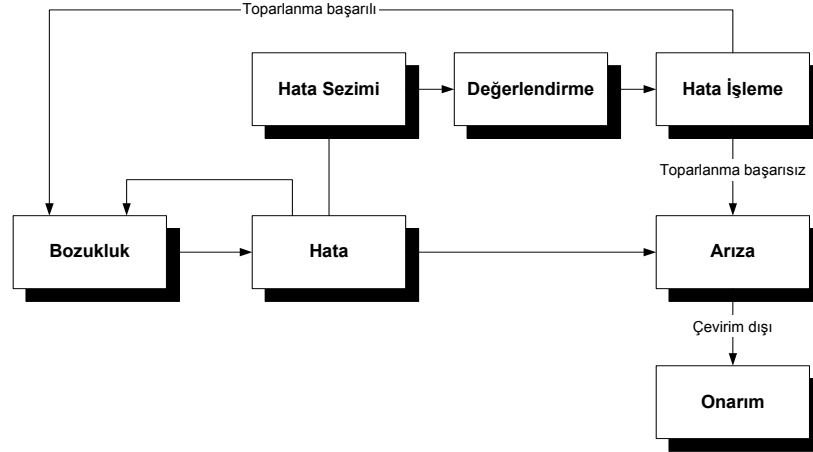 Toparlanma başarılı
Hata Sezimi
Değerlendirme
Hata İşleme
Toparlanma başarısız
Bozukluk
Hata
Arıza
Çevirim dışı
Onarım